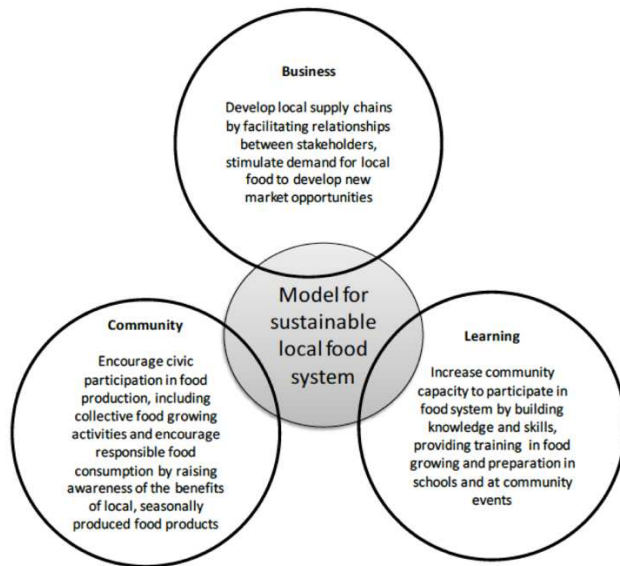 Business
Develop local supply chains
by facilitating relationships
between stakeholders,
stimulate demand for local
food to develop new
market opportunities
Model for
sustainable
local food
system
Community
Encourage civic
participation in food
production, including
collective food growing
activities and encourage
responsible food
consumption by raising
awareness of the benefits
of local, seasonally
produced food products
Learning
Increase community
capacity to participate in
food system by building
knowledge and skills,
providing training in food
growing and preparation in
schools and at community
events